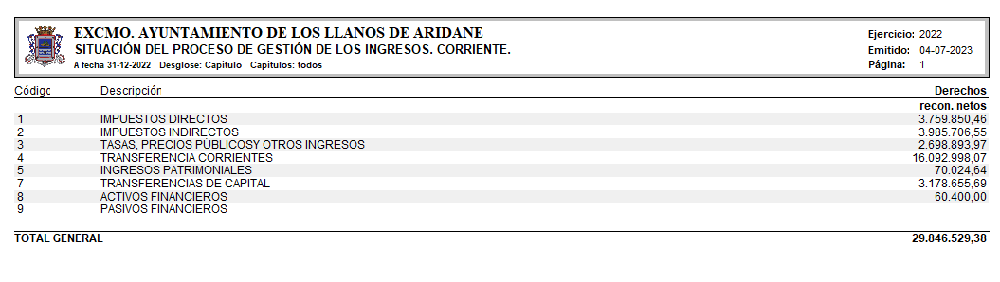 EXCMO. AYUNTAMIENTO DE LOS LLANOS DE ARIDANE
SITUACIÓN DEL PROCESO DE GESTIÓN DE LOS INGRESOS. CORRIENTE.
A fecha 31-12-2022 Desglose: Capítulo Capítulos: todos
Ejercicio: 2022
Emitido: 04-07-2023
Página: 1
Código Descripción Derechos
recon. netos
1 IMPUESTOS DIRECTOS 3.759.850,46
2 IMPUESTOS INDIRECTOS 3.985.706,55
3 TASAS, PRECIOS PÚBLICOSY OTROS INGRESOS 2.698.893,97
4 TRANSFERENCIA CORRIENTES 16.092.998,07
5 INGRESOS PATRIMONIALES 70.024,64
7 TRANSFERENCIAS DE CAPITAL 3.178.655,69
8 ACTIVOS FINANCIEROS 60.400,00
9 PASIVOS FINANCIEROS
TOTAL GENERAL 29.846.529,38